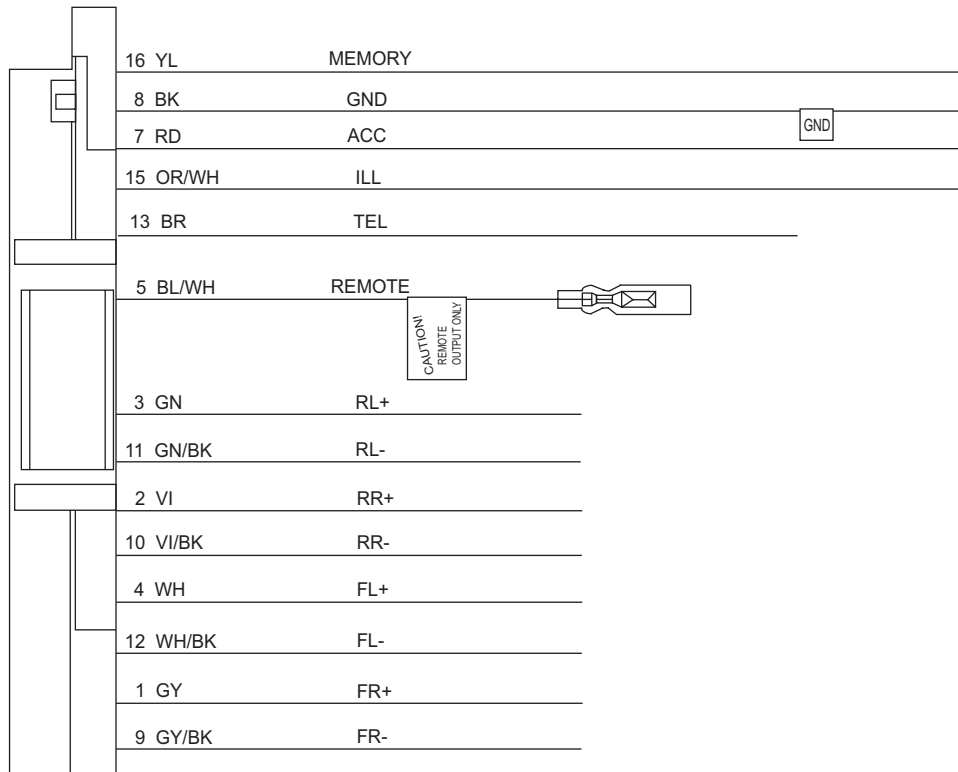 16 YL MEMORY
8 BK GND
GND
7 RD ACC
15 OR/WH ILL
13 BR TEL
5 BL/WH REMOTE
CAUTION!
REMOTE
OUTPUT ONLY
3 GN RL+
11 GN/BK RL-
2 VI RR+
10 VI/BK RR-
4 WH FL+
12 WH/BK FL-
1 GY FR+
9 GY/BK FR-